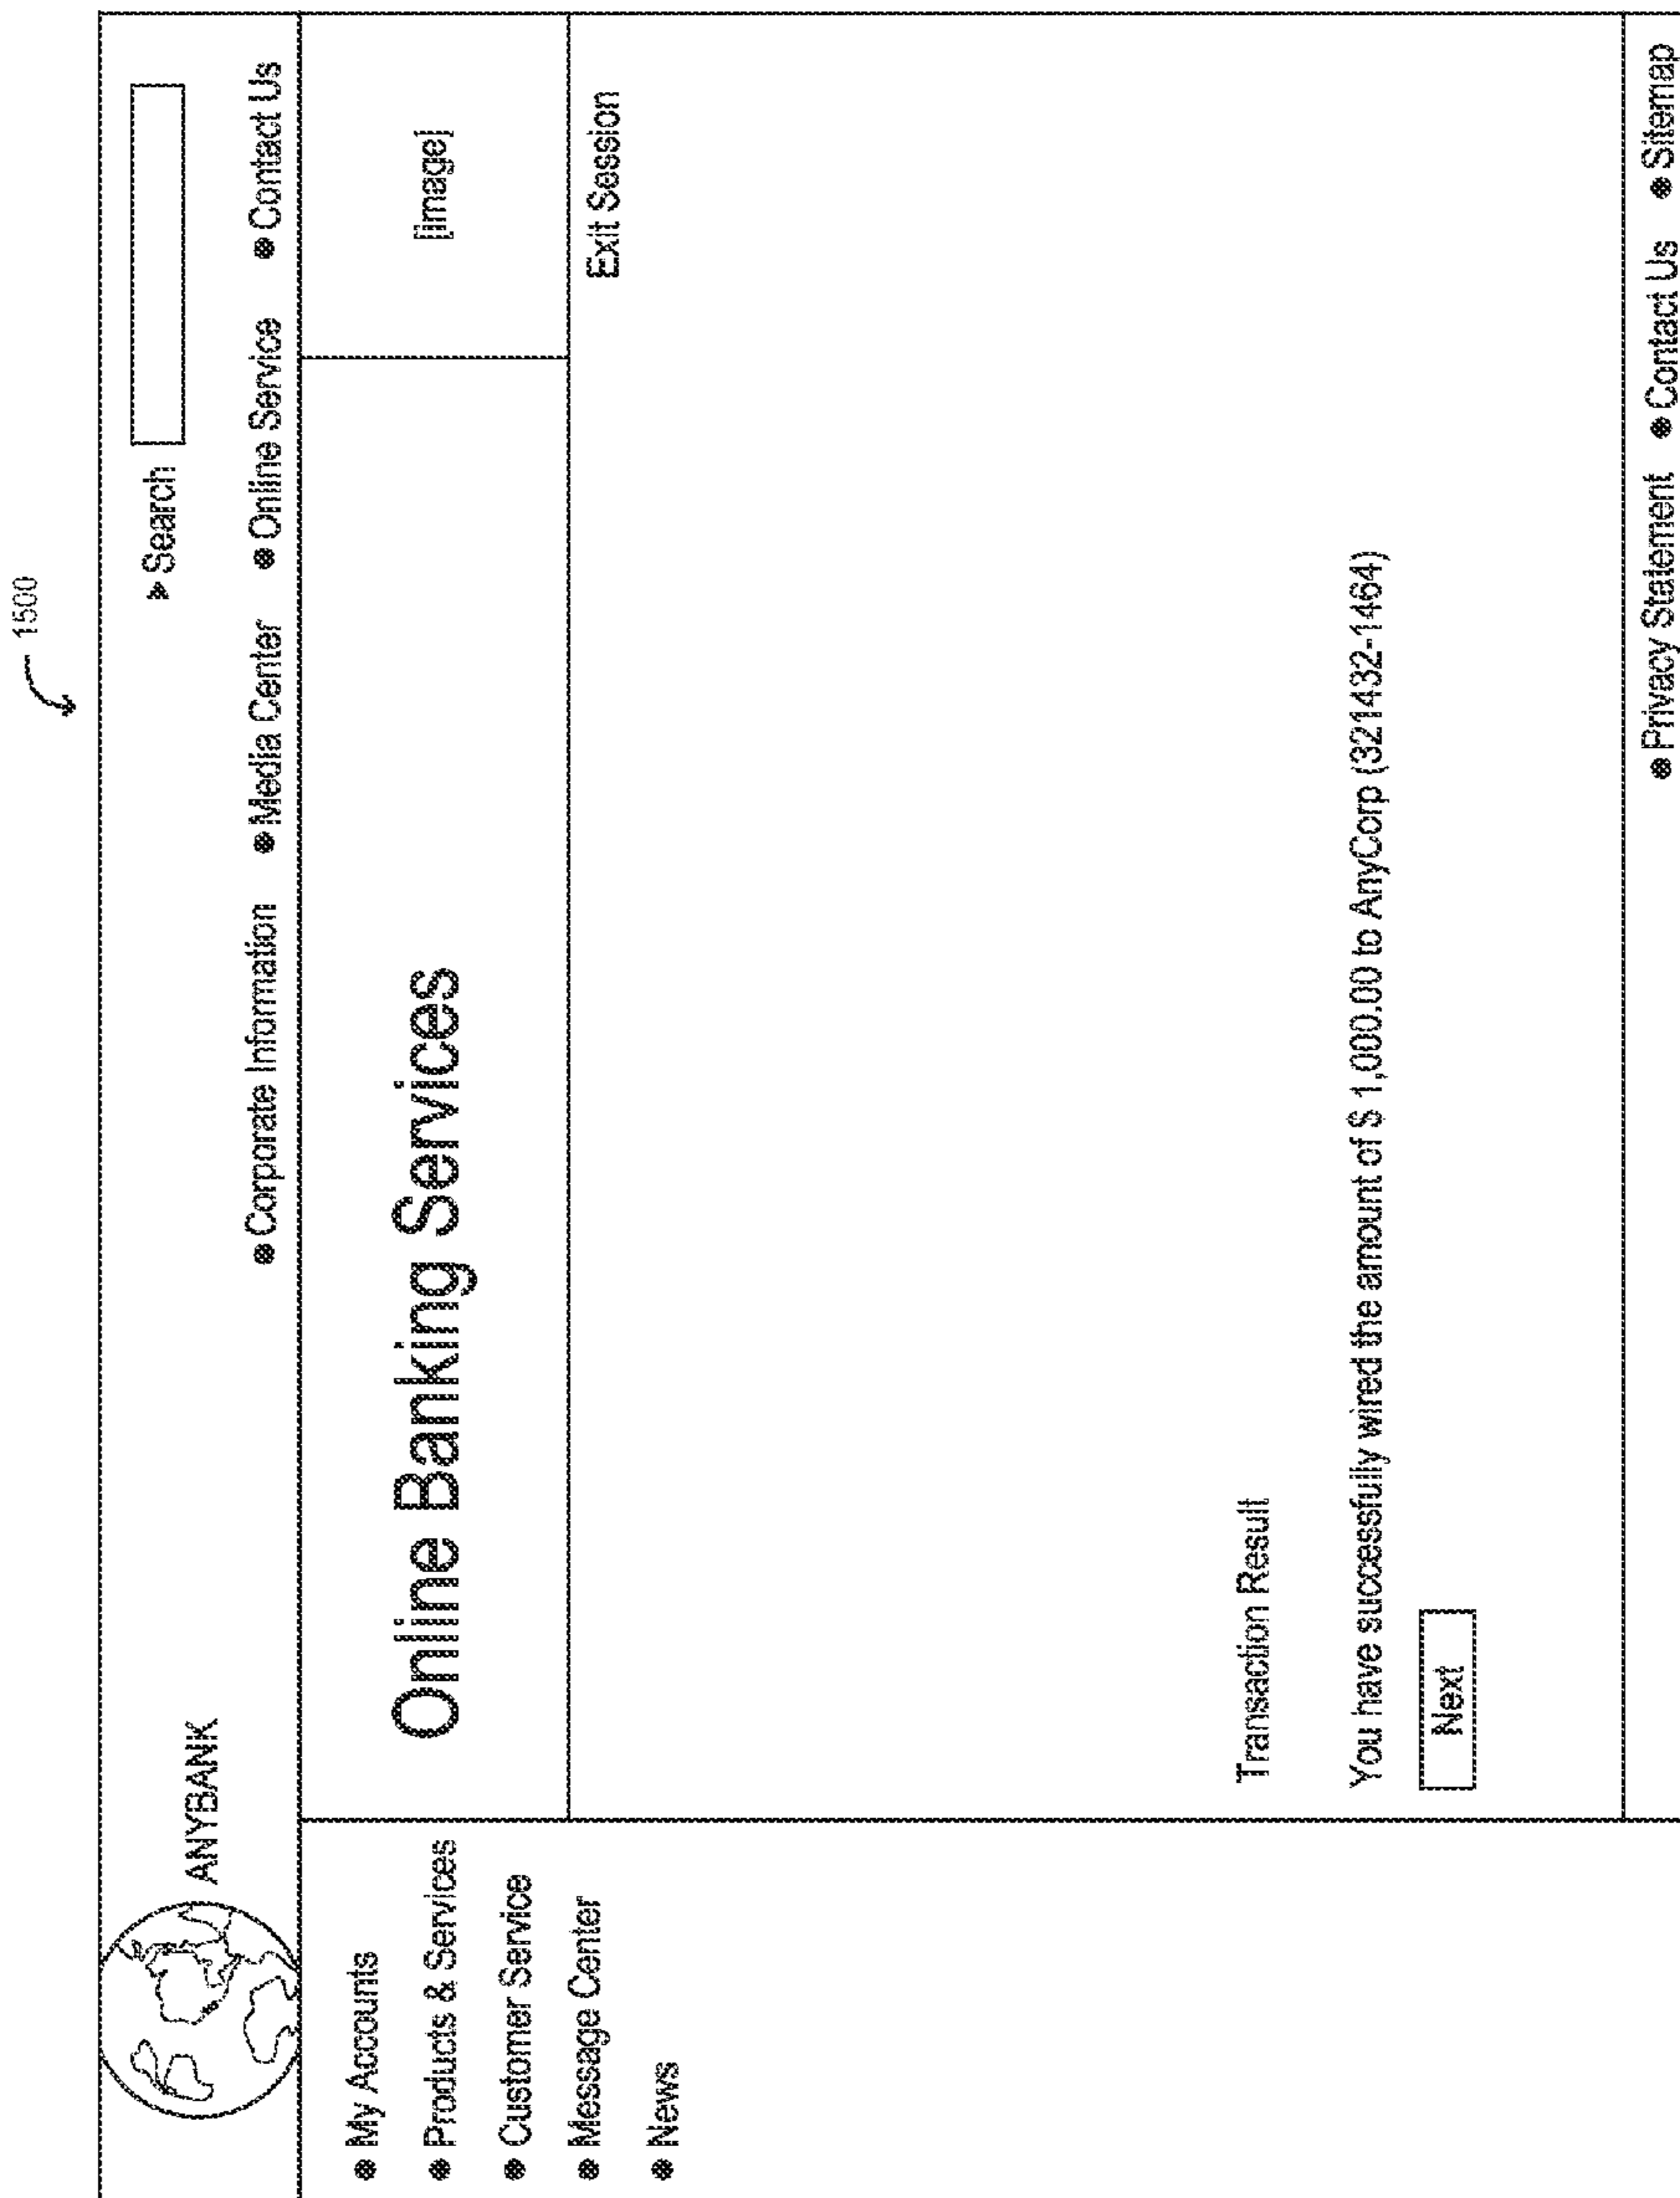 1500
ANYBANK
Search
Corporate Information Media Center Online Service Contact Us
Online Banking Services
[image]
My Accounts
Products & Services
Customer Service
Message Center
News
Exit Session
Transaction Result
You have successfully wired the amount of $ 1,000.00 to AnyCorp (321432-1464)
Next
Privacy Statement Contact Us Sitemap